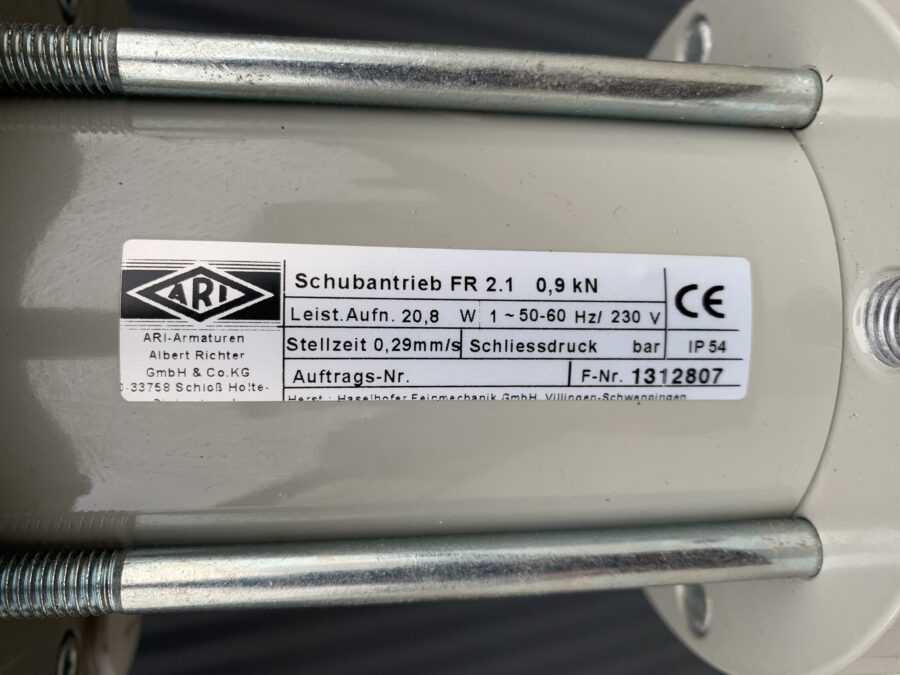 ARI
ARI-Armaturen
Albert Richter
GmbH & Co.KG
-33758 Schloß Holte-
Schubantrieb FR 2.1 0,9 kN
Leist.Aufn. 20,8 W 1 ~ 50-60 Hz/ 230 V
CE
Stellzeit 0,29mm/s Schliessdruck bar IP 54
Auftrags-Nr. F-Nr. 1312807
Herst.: Haselhofer Feinmechanik GmbH, Villingen-Schwenningen